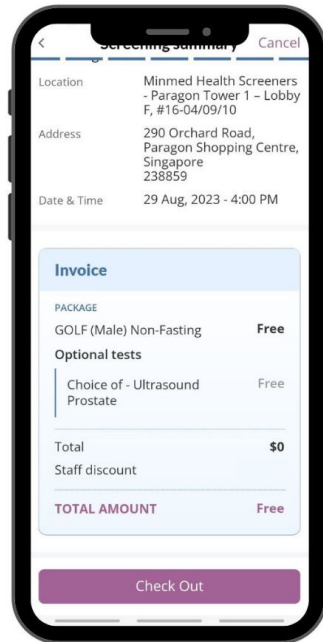 Screening summary
Cancel
Location
Minmed Health Screeners
- Paragon Tower 1 – Lobby
F, #16-04/09/10
Address
290 Orchard Road,
Paragon Shopping Centre,
Singapore
238859
Date & Time
29 Aug, 2023 - 4:00 PM
Invoice
PACKAGE
GOLF (Male) Non-Fasting
Free
Optional tests
Choice of - Ultrasound
Prostate
Free
Total
$0
Staff discount
TOTAL AMOUNT
Free
Check Out